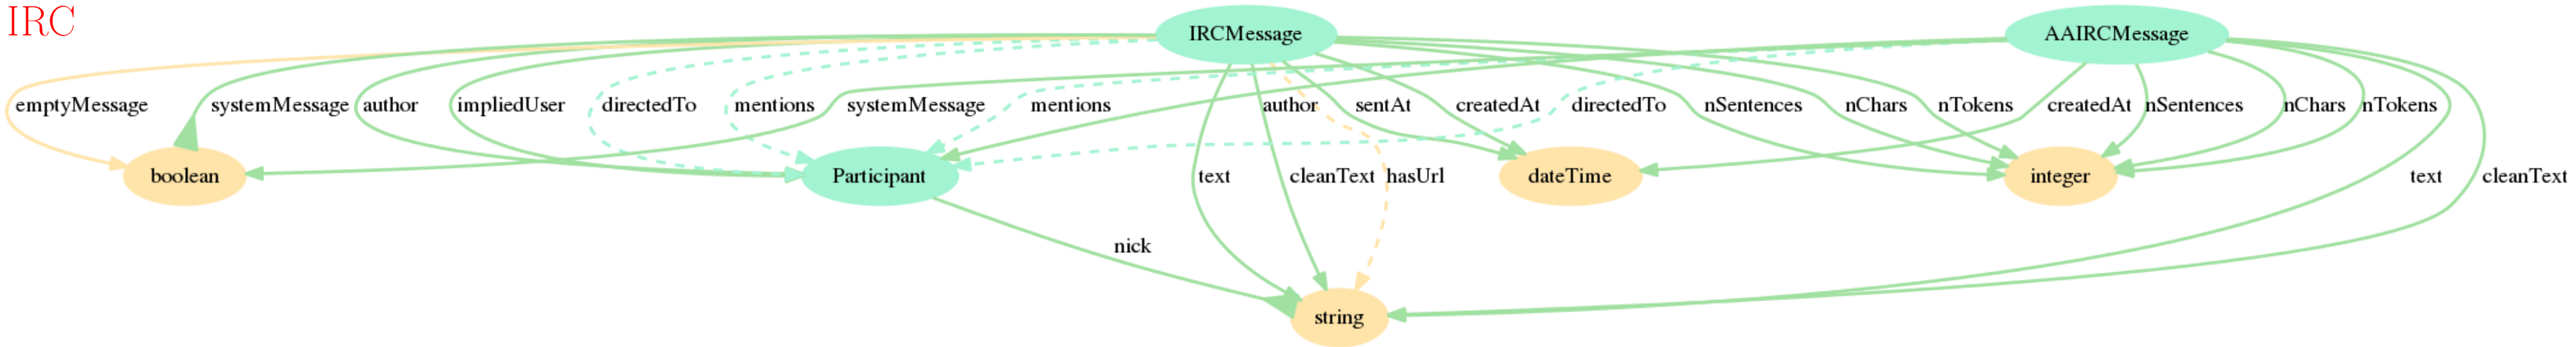 IRC
IRCMessage AAIRCMessage
emptyMessage systemMessage author impliedUser directedTo mentions systemMessage mentions author sentAt createdAt directedTo nSentences nChars nTokens createdAt nSentences nChars nTokens
boolean Participant text cleanText hasUrl dateTime integer text cleanText
nick
string